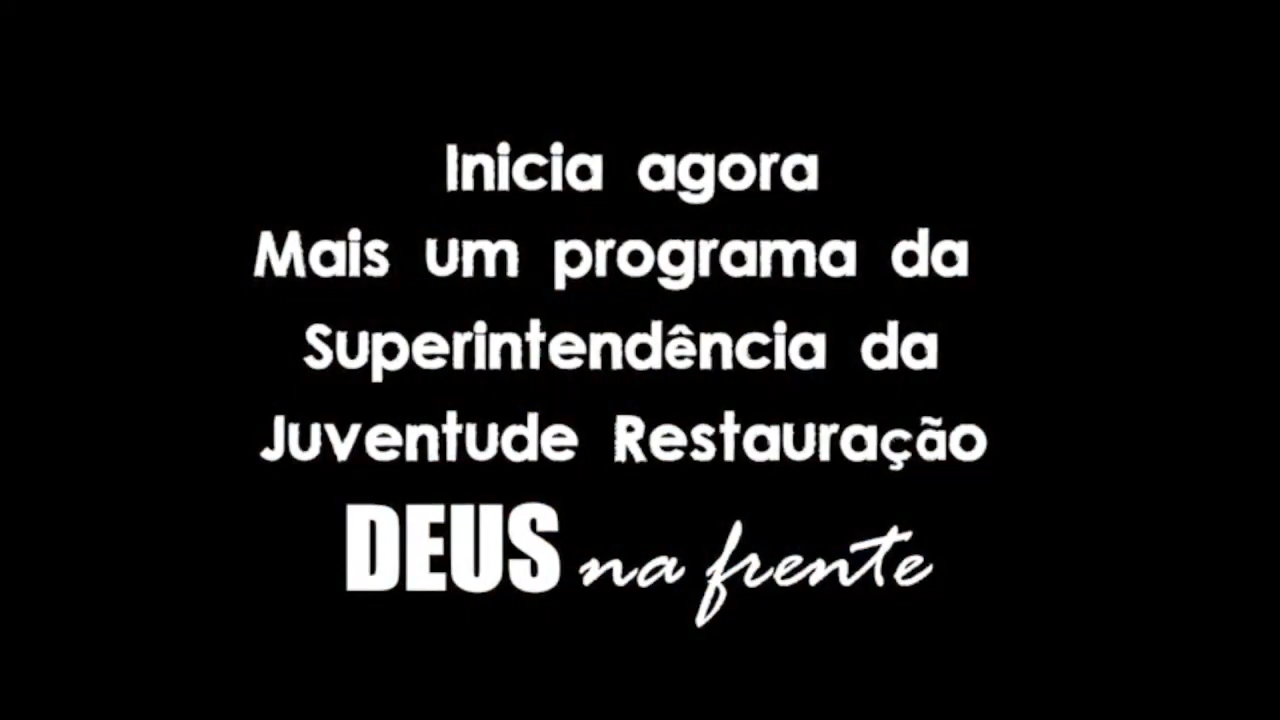 Inicia agora
Mais um programa da
Superintendência da
Juventude Restauração
DEUS na frente